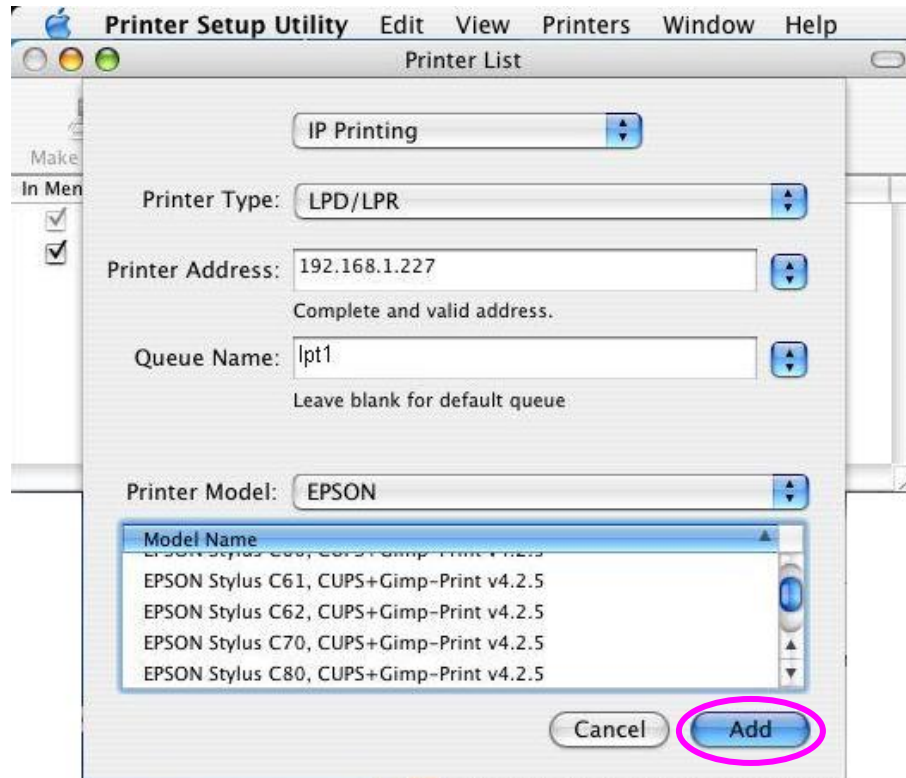 Printer Setup Utility Edit View Printers Window Help
Printer List
Make
IP Printing
In Men
Printer Type: LPD/LPR
Printer Address: 192.168.1.227
Complete and valid address.
Queue Name: lpt1
Leave blank for default queue
Printer Model: EPSON
Model Name
EPSON Stylus C61, CUPS+Gimp-Print v4.2.5
EPSON Stylus C62, CUPS+Gimp-Print v4.2.5
EPSON Stylus C70, CUPS+Gimp-Print v4.2.5
EPSON Stylus C80, CUPS+Gimp-Print v4.2.5
Cancel Add